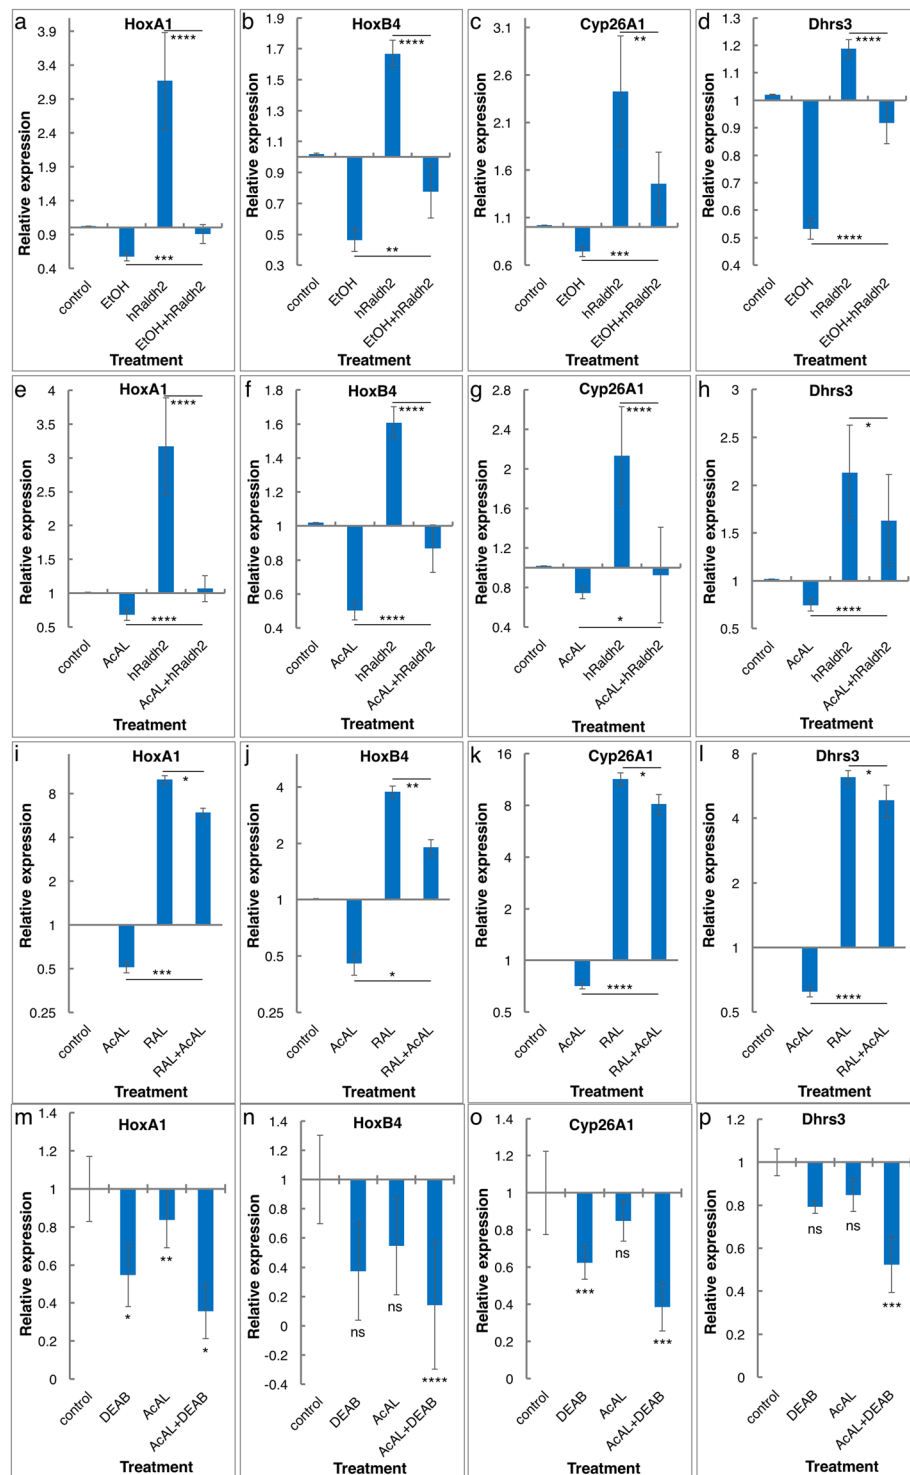 a HoxA1
3.9
3.4
2.9
2.4
1.9
1.4
0.9
0.4
Relative expression
****
***
control
EtOH
hRaldh2
EtOH+hRaldh2
Treatment
b HoxB4
1.9
1.5
1.1
0.7
0.3
Relative expression
****
**
control
EtOH
hRaldh2
EtOH+hRaldh2
Treatment
c Cyp26A1
3.1
2.6
2.1
1.6
1.1
0.6
Relative expression
**
***
control
EtOH
hRaldh2
EtOH+hRaldh2
Treatment
d Dhrs3
1.3
1.2
1.1
1
0.9
0.8
0.7
0.6
0.5
0.4
Relative expression
****
****
control
EtOH
hRaldh2
EtOH+hRaldh2
Treatment
e HoxA1
4
3.5
3
2.5
2
1.5
1
0.5
Relative expression
****
****
control
AcAL
hRaldh2
AcAL+hRaldh2
Treatment
f HoxB4
1.8
1.6
1.4
1.2
1
0.8
0.6
0.4
Relative expression
****
****
control
AcAL
hRaldh2
AcAL+hRaldh2
Treatment
g Cyp26A1
2.8
2.4
2
1.6
1.2
0.8
0.4
Relative expression
****
*
control
AcAL
hRaldh2
AcAL+hRaldh2
Treatment
h Dhrs3
3
2.5
2
1.5
1
0.5
Relative expression
*
****
control
AcAL
hRaldh2
AcAL+hRaldh2
Treatment
i HoxA1
8
4
2
1
0.5
0.25
Relative expression
*
***
control
AcAL
RAL
RAL+AcAL
Treatment
j HoxB4
4
2
1
0.5
0.25
Relative expression
**
*
control
AcAL
RAL
RAL+AcAL
Treatment
k Cyp26A1
16
8
4
2
1
0.5
Relative expression
*
****
control
AcAL
RAL
RAL+AcAL
Treatment
l Dhrs3
8
4
2
1
0.5
Relative expression
*
****
control
AcAL
RAL
RAL+AcAL
Treatment
m HoxA1
1.4
1.2
1
0.8
0.6
0.4
0.2
0
Relative expression
*
**
*
control
DEAB
AcAL
AcAL+DEAB
Treatment
n HoxB4
1.4
1.2
1
0.8
0.6
0.4
0.2
0
-0.2
-0.4
Relative expression
ns
ns
****
control
DEAB
AcAL
AcAL+DEAB
Treatment
o Cyp26A1
1.4
1.2
1
0.8
0.6
0.4
0.2
0
Relative expression
***
ns
***
control
DEAB
AcAL
AcAL+DEAB
Treatment
p Dhrs3
1.2
1
0.8
0.6
0.4
0.2
0
Relative expression
ns
ns
***
control
DEAB
AcAL
AcAL+DEAB
Treatment